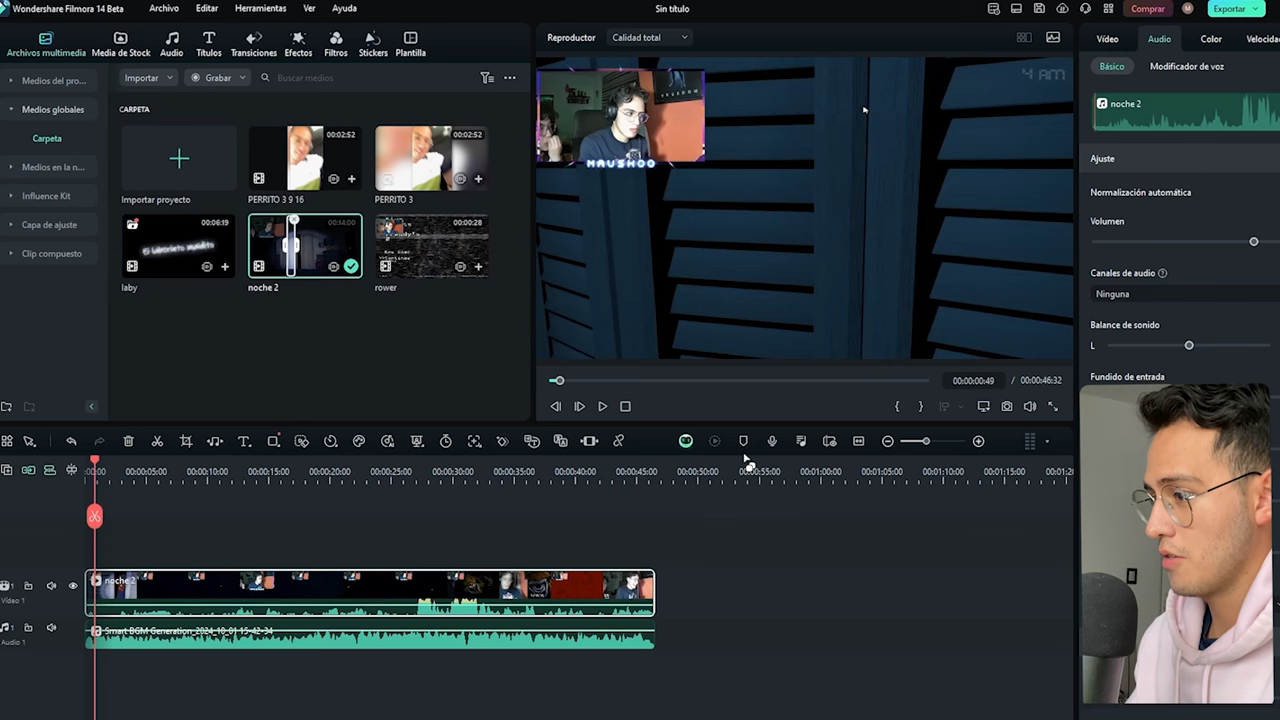 Wondershare Filmora 14 Beta
Archivo
Editar
Herramientas
Ver
Ayuda
Sin título
Comprar
M
Exportar
Archivos multimedia
Media de Stock
Audio
Títulos
Transiciones
Efectos
Filtros
Stickers
Plantilla
Reproductor
Calidad total
Vídeo
Audio
Color
Velocidad
Medios del pro...
Importar
Grabar
Buscar medios
Básico
Modificador de voz
Medios globales
CARPETA
4 AM
noche 2
Carpeta
00:02:52
00:02:52
Medios en la n...
MAUSHOO
Ajuste
Influence Kit
Importar proyecto
PERRITO 3 9 16
PERRITO 3
Normalización automática
Capa de ajuste
00:06:19
00:14:00
00:00:28
Volumen
El Laberinto Maldito
Clip compuesto
Canales de audio
laby
noche 2
rower
Ninguna
Balance de sonido
L
Fundido de entrada
00:00:00:49
/
00:00:46:32
00:00:05:00
00:00:10:00
00:00:15:00
00:00:20:00
00:00:25:00
00:00:30:00
00:00:35:00
00:00:40:00
00:00:45:00
00:00:50:00
00:00:55:00
00:01:00:00
00:01:05:00
00:01:10:00
00:01:15:00
noche 2
Vídeo 1
Smart BGM Generation_2024_10_01 15-42-34
Audio 1